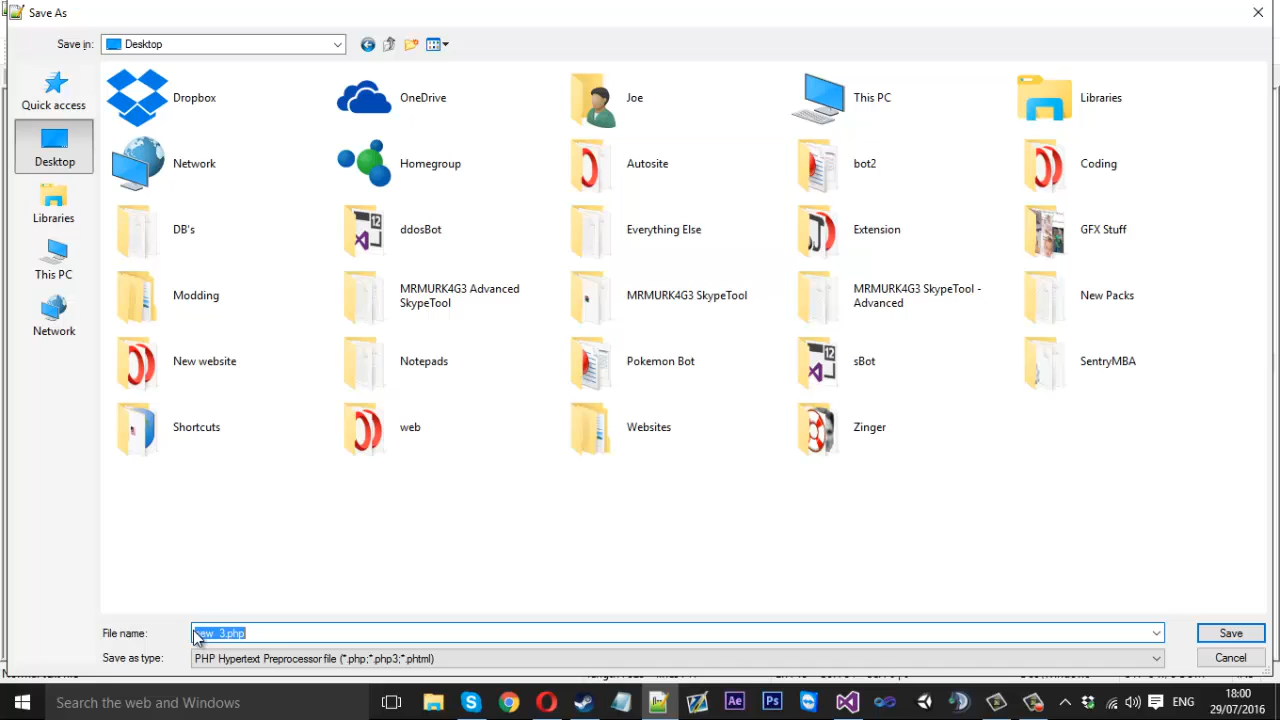 Save As
Save in:
Desktop
Quick access
Desktop
Libraries
This PC
Network
Dropbox
OneDrive
Joe
This PC
Libraries
Network
Homegroup
Autosite
bot2
Coding
DB's
ddosBot
Everything Else
Extension
GFX Stuff
Modding
MRMURK4G3 Advanced
SkypeTool
MRMURK4G3 SkypeTool
MRMURK4G3 SkypeTool -
Advanced
New Packs
New website
Notepads
Pokemon Bot
sBot
SentryMBA
Shortcuts
web
Websites
Zinger
File name:
new 3.php
Save
Save as type:
PHP Hypertext Preprocessor file (*.php;*.php3;*.phtml)
Cancel
Search the web and Windows
ENG
18:00
29/07/2016